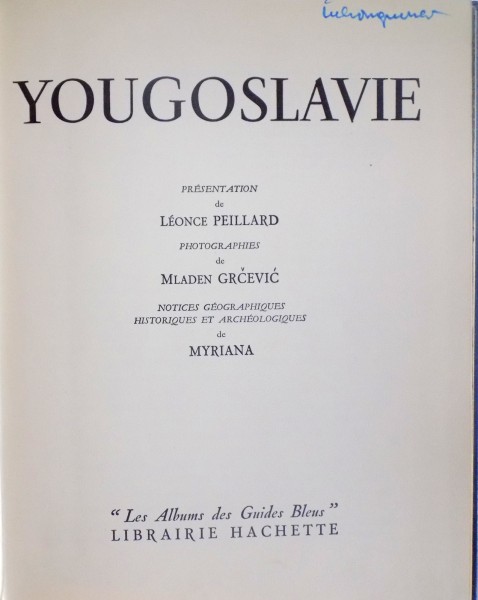 YOUGOSLAVIE
PRÉSENTATION
de
LÉONCE PEILLARD
PHOTOGRAPHIES
de
MLADEN GRČEVIĆ
NOTICES GÉOGRAPHIQUES
HISTORIQUES ET ARCHÉOLOGIQUES
de
MYRIANA
“ Les Albums des Guides Bleus ”
LIBRAIRIE HACHETTE